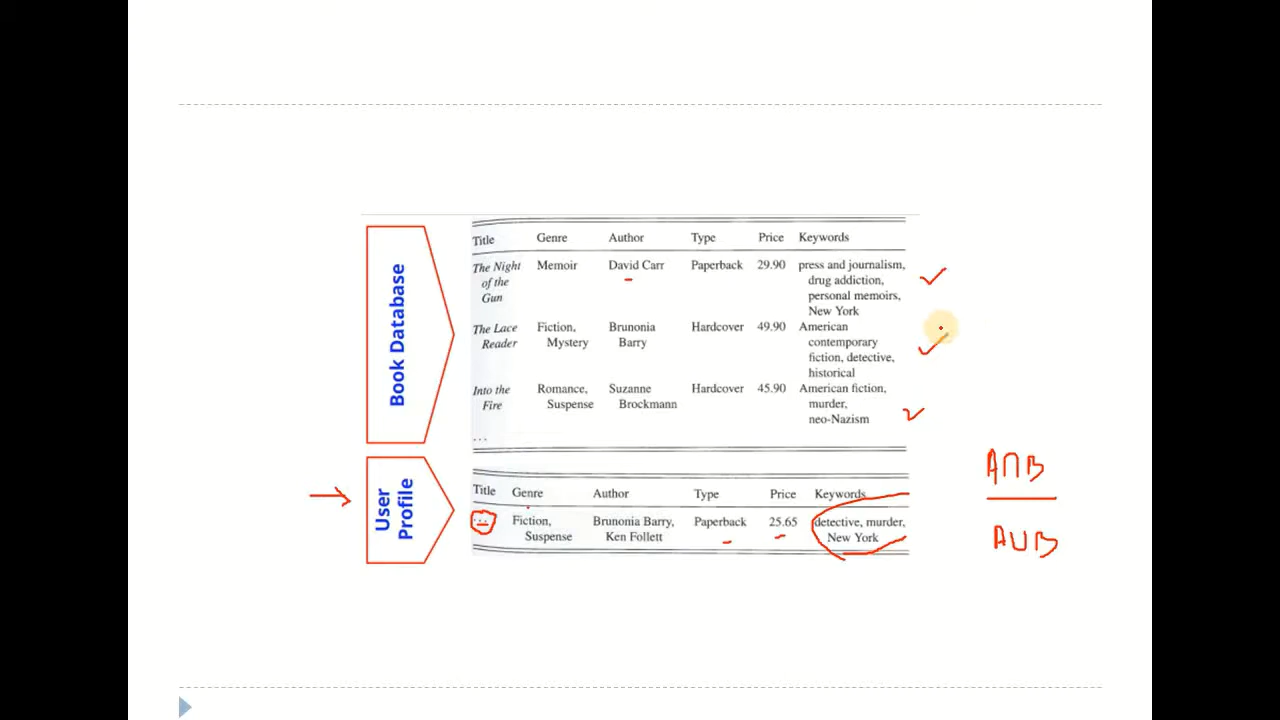 Book Database
Title Genre Author Type Price Keywords
The Night Memoir David Carr Paperback 29.90 press and journalism,
of the drug addiction,
Gun personal memoirs,
New York
The Lace Fiction, Brunonia Hardcover 49.90 American
Reader Mystery Barry contemporary
fiction, detective,
historical
Into the Romance, Suzanne Hardcover 45.90 American fiction,
Fire Suspense Brockmann murder,
neo-Nazism
...
User
Profile
Title Genre Author Type Price Keywords
... Fiction, Brunonia Barry, Paperback 25.65 detective, murder,
Suspense Ken Follett New York
A∩B
A∪B